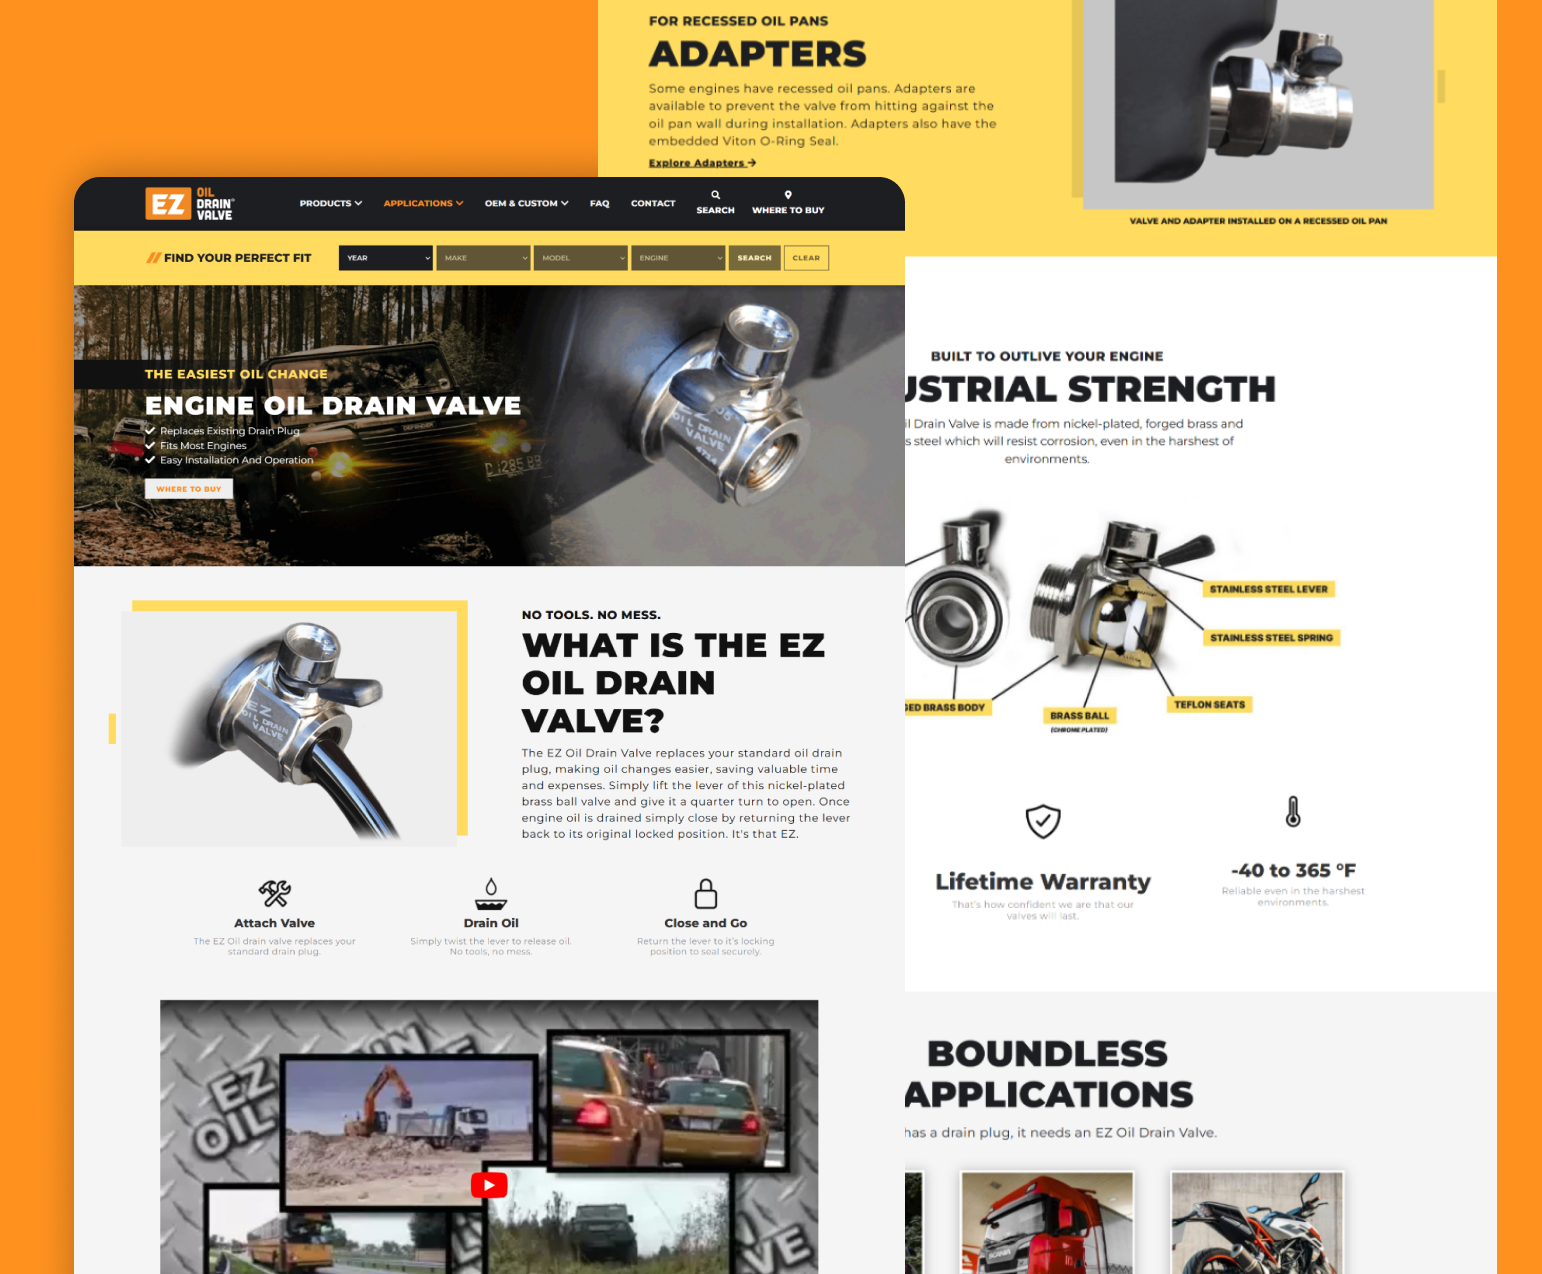 FOR RECESSED OIL PANS
ADAPTERS
Some engines have recessed oil pans. Adapters are
available to prevent the valve from hitting against the
oil pan wall during installation. Adapters also have the
embedded Viton O-Ring Seal.
Explore Adapters
VALVE AND ADAPTER INSTALLED ON A RECESSED OIL PAN
EZ OIL DRAIN VALVE
PRODUCTS
APPLICATIONS
OEM & CUSTOM
FAQ
CONTACT
SEARCH
WHERE TO BUY
// FIND YOUR PERFECT FIT
YEAR
MAKE
MODEL
ENGINE
SEARCH
CLEAR
THE EASIEST OIL CHANGE
ENGINE OIL DRAIN VALVE
Replaces Existing Drain Plug
Fits Most Engines
Easy Installation And Operation
WHERE TO BUY
DEFENDER
EZ
OIL DRAIN
VALVE
NO TOOLS. NO MESS.
WHAT IS THE EZ
OIL DRAIN
VALVE?
The EZ Oil Drain Valve replaces your standard oil drain
plug, making oil changes easier, saving valuable time
and expenses. Simply lift the lever of this nickel-plated
brass ball valve and give it a quarter turn to open. Once
engine oil is drained simply close by returning the lever
back to its original locked position. It's that EZ.
EZ
OIL DRAIN
VALVE
Attach Valve
The EZ Oil drain valve replaces your
standard drain plug.
Drain Oil
Simply twist the lever to release oil.
No tools, no mess.
Close and Go
Return the lever to it's locking
position to seal securely.
EZ
OIL
BUILT TO OUTLIVE YOUR ENGINE
USTRIAL STRENGTH
il Drain Valve is made from nickel-plated, forged brass and
s steel which will resist corrosion, even in the harshest of
environments.
STAINLESS STEEL LEVER
STAINLESS STEEL SPRING
GED BRASS BODY
BRASS BALL
(CHROME PLATED)
TEFLON SEATS
Lifetime Warranty
That's how confident we are that our
valves will last.
-40 to 365 °F
Reliable even in the harshest
environments.
BOUNDLESS
APPLICATIONS
has a drain plug, it needs an EZ Oil Drain Valve.
SCANIA